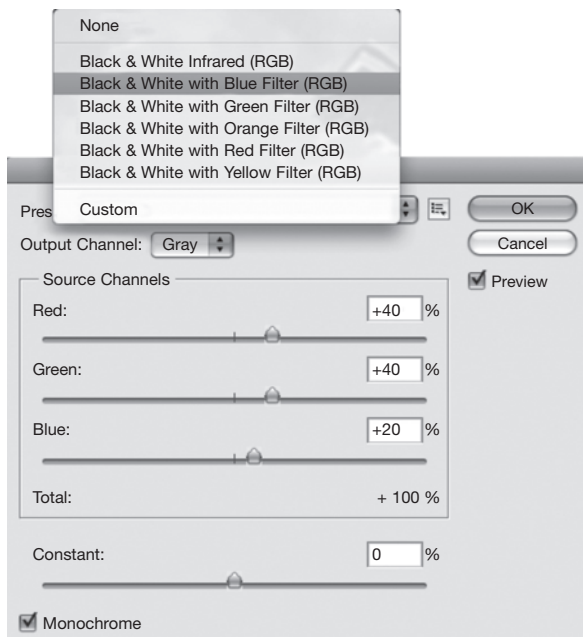 None
Black & White Infrared (RGB)
Black & White with Blue Filter (RGB)
Black & White with Green Filter (RGB)
Black & White with Orange Filter (RGB)
Black & White with Red Filter (RGB)
Black & White with Yellow Filter (RGB)
Custom
Pres
OK
Output Channel: Gray
Cancel
Preview
Source Channels
Red: +40 %
Green: +40 %
Blue: +20 %
Total: + 100 %
Constant: 0 %
Monochrome